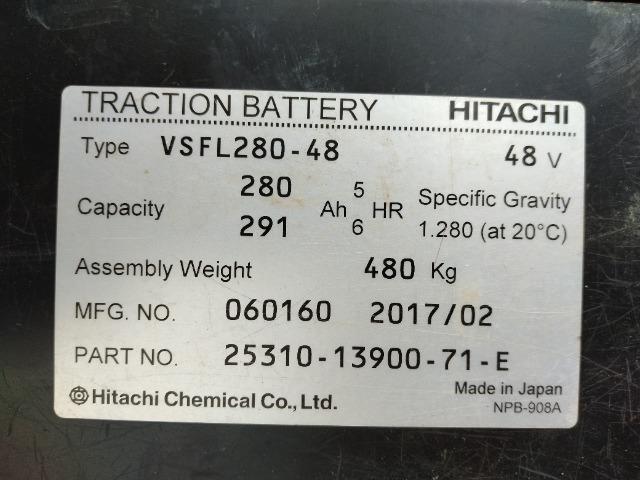 TRACTION BATTERY HITACHI
Type VSFL280-48 48 V
Capacity 280 Ah 5 HR Specific Gravity
291 6 1.280 (at 20°C)
Assembly Weight 480 Kg
MFG. NO. 060160 2017/02
PART NO. 25310-13900-71-E
Hitachi Chemical Co., Ltd. Made in Japan
NPB-908A